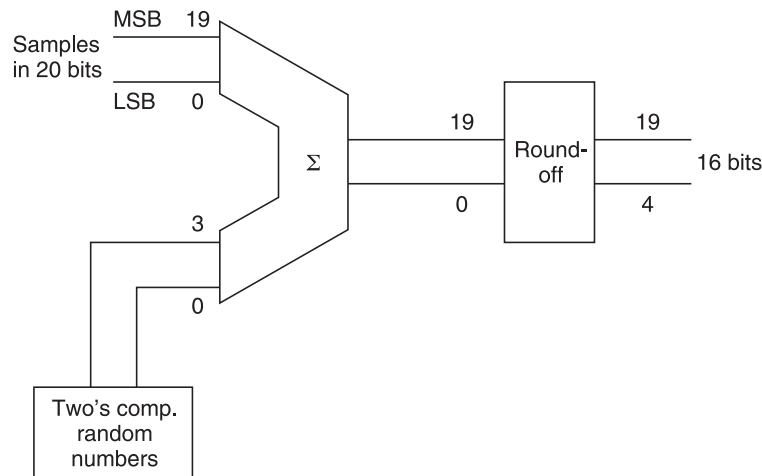 MSB 19
Samples
in 20 bits
LSB 0
19
19
Σ
Round-
off
16 bits
0
4
3
0
Two's comp.
random
numbers